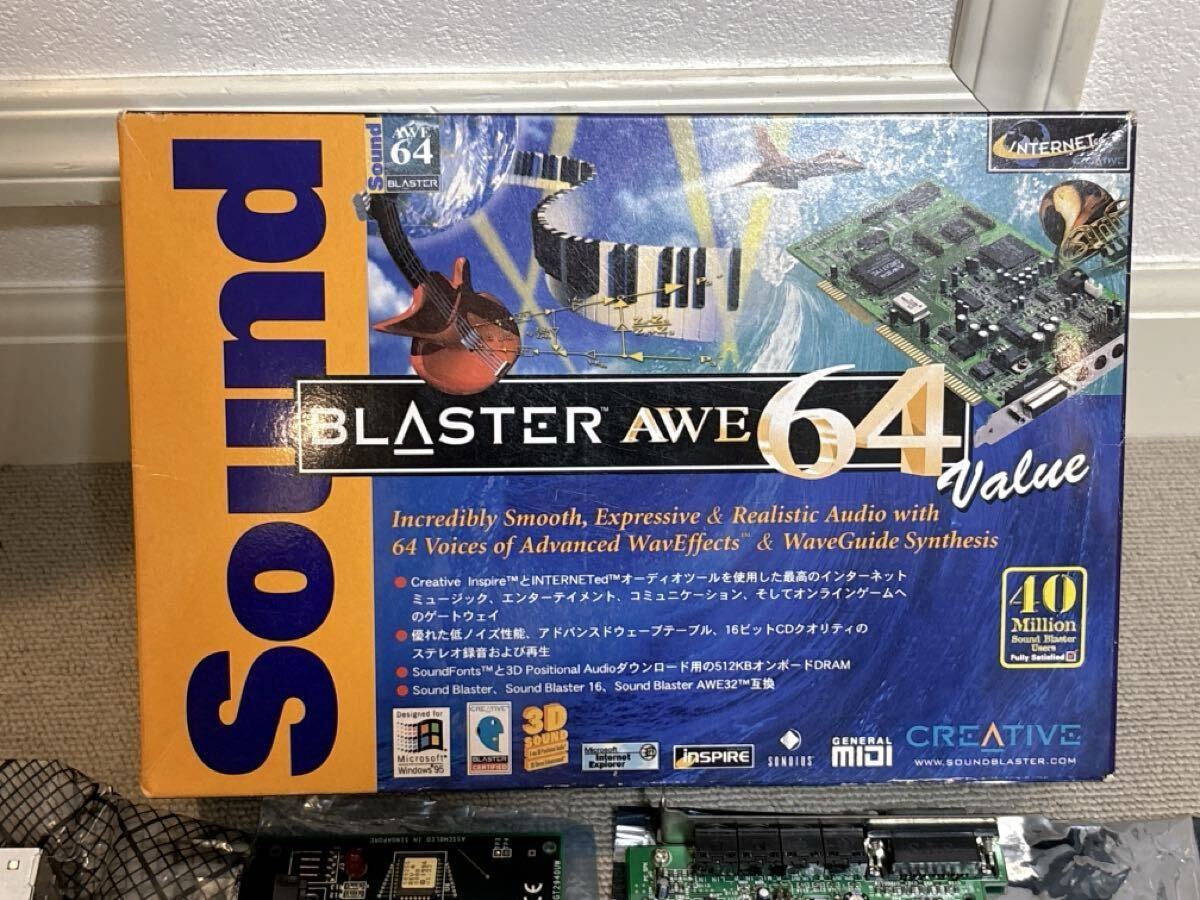 Sound
Sound
AWE
64
BLASTER
INTERNET
CREATIVE
BLASTER™ AWE64
Value
Incredibly Smooth, Expressive & Realistic Audio with
64 Voices of Advanced WavEffects™ & WaveGuide Synthesis
Creative Inspire™とINTERNETed™オーディオツールを使用した最高のインターネット
ミュージック、エンターテイメント、コミュニケーション、そしてオンラインゲームへ
のゲートウェイ
優れた低ノイズ性能、アドバンスドウェーブテーブル、16ビットCDクオリティの
ステレオ録音および再生
SoundFonts™と3D Positional Audioダウンロード用の512KBオンボードDRAM
Sound Blaster、Sound Blaster 16、Sound Blaster AWE32™互換
40
Million
Sound Blaster
Users
Fully Satisfied
Designed for
Microsoft®
Windows®95
CREATIVE
BLASTER
CERTIFIED
3D
SOUND
Microsoft
Internet
Explorer
INSPIRE
SONDIUS
GENERAL
MIDI
CREATIVE
WWW.SOUNDBLASTER.COM
ASSEMBLED IN SINGAPORE
CE